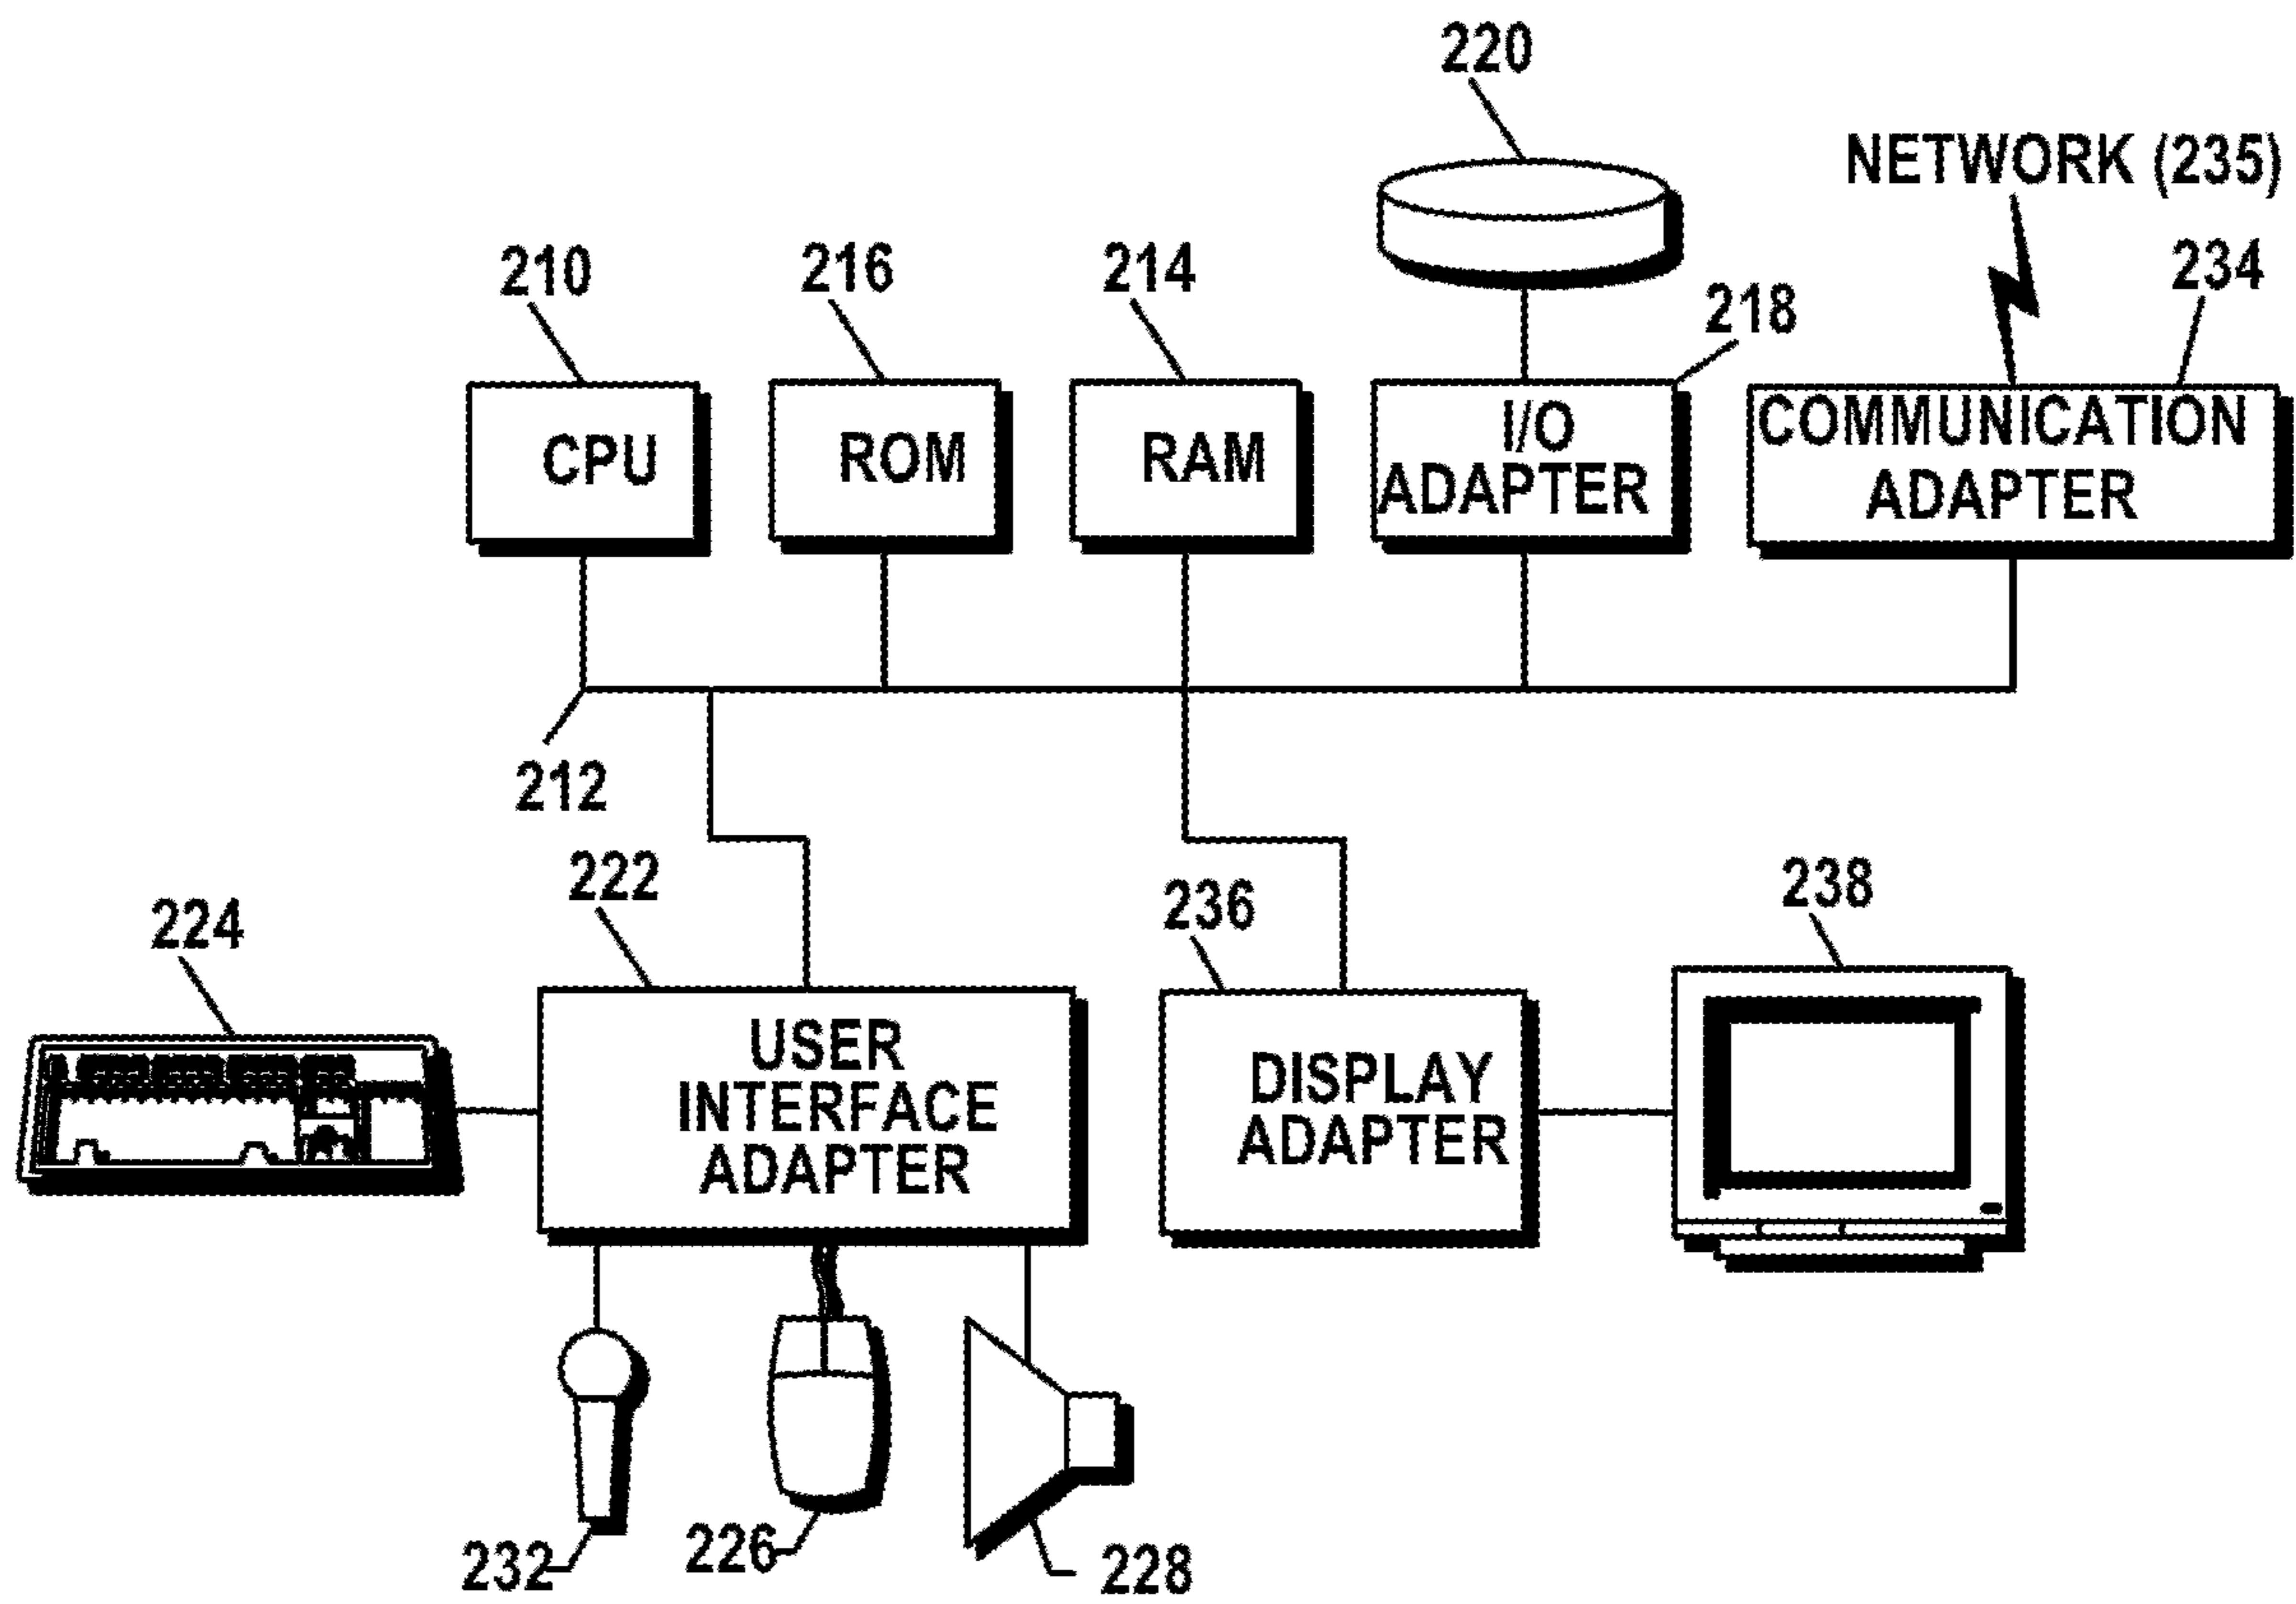 220
NETWORK (235)
210
216
214
218
234
CPU
ROM
RAM
I/O
ADAPTER
COMMUNICATION
ADAPTER
212
222
236
238
224
USER
INTERFACE
ADAPTER
DISPLAY
ADAPTER
232
226
228